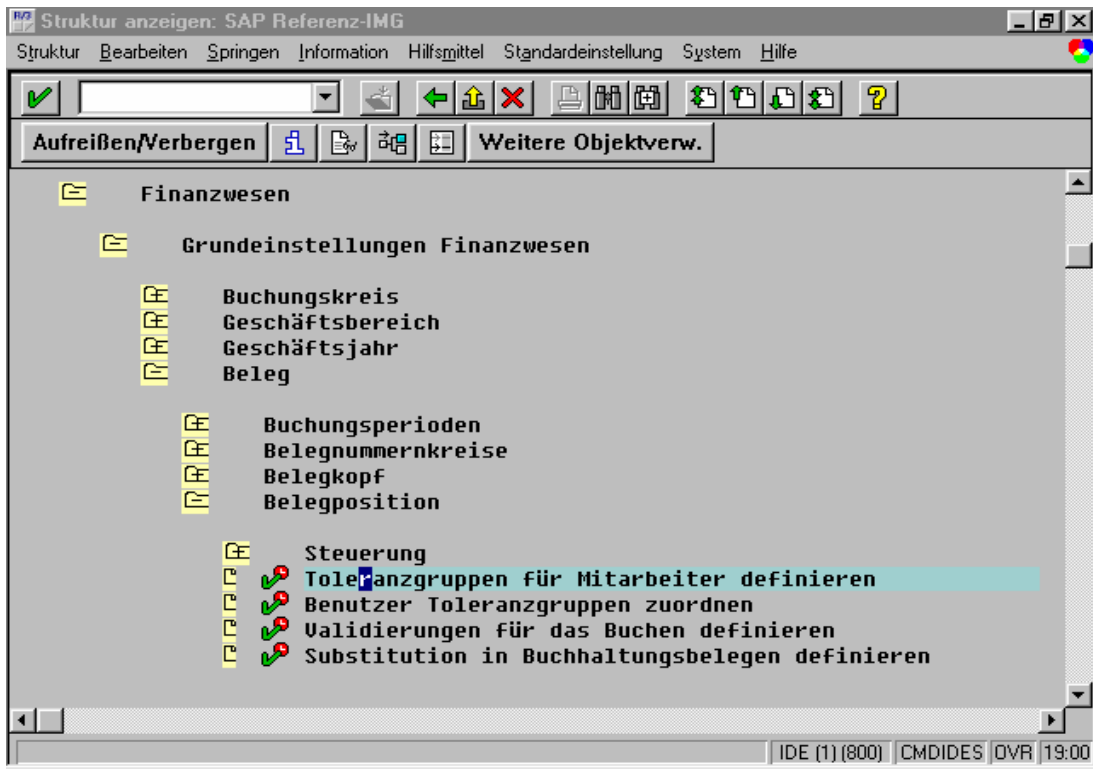 R/3 Struktur anzeigen: SAP Referenz-IMG
Struktur Bearbeiten Springen Information Hilfsmittel Standardeinstellung System Hilfe
Aufreißen/Verbergen Weitere Objektverw.
Finanzwesen
Grundeinstellungen Finanzwesen
Buchungskreis
Geschäftsbereich
Geschäftsjahr
Beleg
Buchungsperioden
Belegnummernkreise
Belegkopf
Belegposition
Steuerung
Toleranzgruppen für Mitarbeiter definieren
Benutzer Toleranzgruppen zuordnen
Validierungen für das Buchen definieren
Substitution in Buchhaltungsbelegen definieren
IDE (1) (800) CMDIDES OVR 19:00